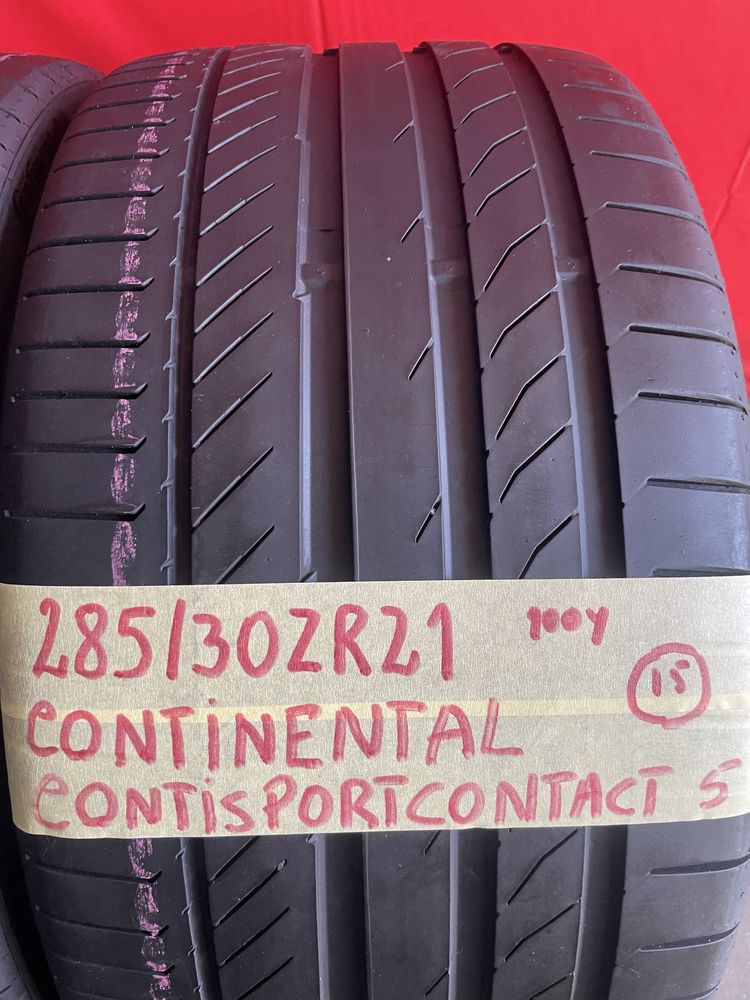 285/30ZR21 100Y
15
CONTINENTAL
CONTiSPORTCONTACT 5